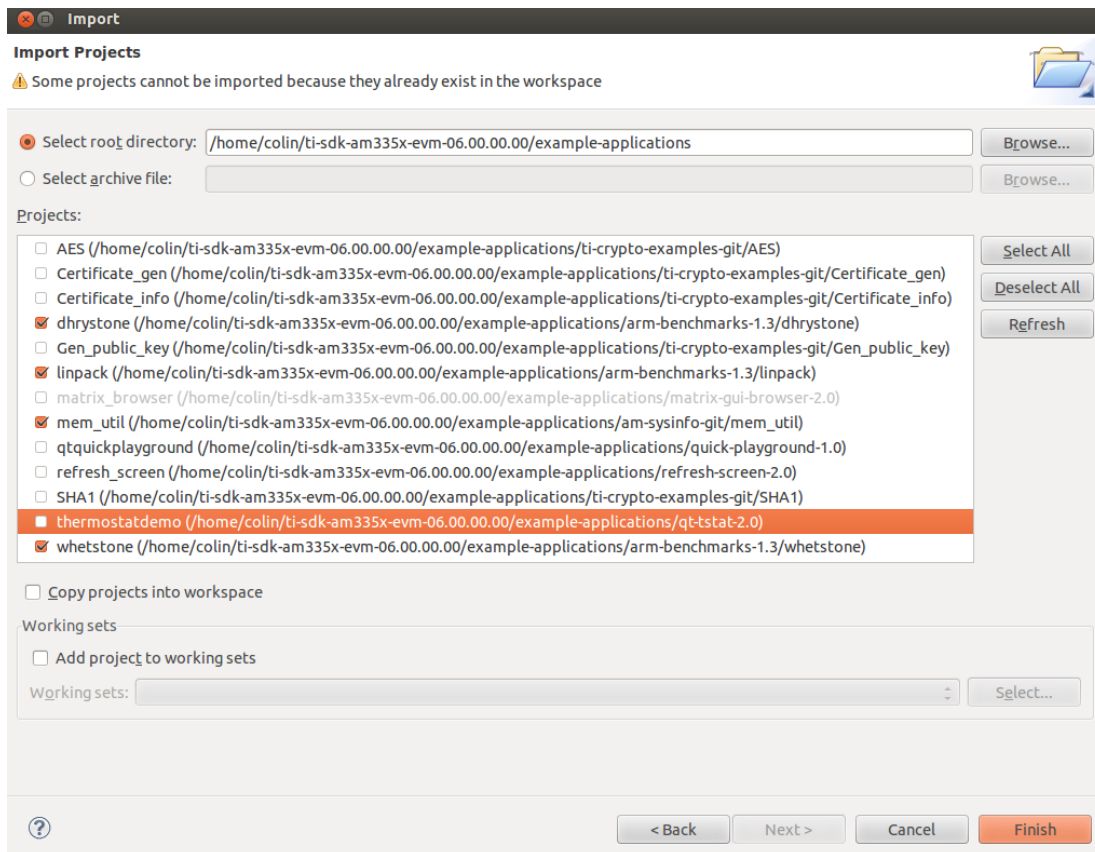 Import
Import Projects
Some projects cannot be imported because they already exist in the workspace
Select root directory: /home/colin/ti-sdk-am335x-evm-06.00.00.00/example-applications Browse...
Select archive file: Browse...
Projects:
AES (/home/colin/ti-sdk-am335x-evm-06.00.00.00/example-applications/ti-crypto-examples-git/AES) Select All
Certificate_gen (/home/colin/ti-sdk-am335x-evm-06.00.00.00/example-applications/ti-crypto-examples-git/Certificate_gen)
Certificate_info (/home/colin/ti-sdk-am335x-evm-06.00.00.00/example-applications/ti-crypto-examples-git/Certificate_info) Deselect All
dhrystone (/home/colin/ti-sdk-am335x-evm-06.00.00.00/example-applications/arm-benchmarks-1.3/dhrystone) Refresh
Gen_public_key (/home/colin/ti-sdk-am335x-evm-06.00.00.00/example-applications/ti-crypto-examples-git/Gen_public_key)
linpack (/home/colin/ti-sdk-am335x-evm-06.00.00.00/example-applications/arm-benchmarks-1.3/linpack)
matrix_browser (/home/colin/ti-sdk-am335x-evm-06.00.00.00/example-applications/matrix-gui-browser-2.0)
mem_util (/home/colin/ti-sdk-am335x-evm-06.00.00.00/example-applications/am-sysinfo-git/mem_util)
qtquickplayground (/home/colin/ti-sdk-am335x-evm-06.00.00.00/example-applications/quick-playground-1.0)
refresh_screen (/home/colin/ti-sdk-am335x-evm-06.00.00.00/example-applications/refresh-screen-2.0)
SHA1 (/home/colin/ti-sdk-am335x-evm-06.00.00.00/example-applications/ti-crypto-examples-git/SHA1)
thermostatdemo (/home/colin/ti-sdk-am335x-evm-06.00.00.00/example-applications/qt-tstat-2.0)
whetstone (/home/colin/ti-sdk-am335x-evm-06.00.00.00/example-applications/arm-benchmarks-1.3/whetstone)
Copy projects into workspace
Working sets
Add project to working sets
Working sets: Select...
? < Back Next > Cancel Finish